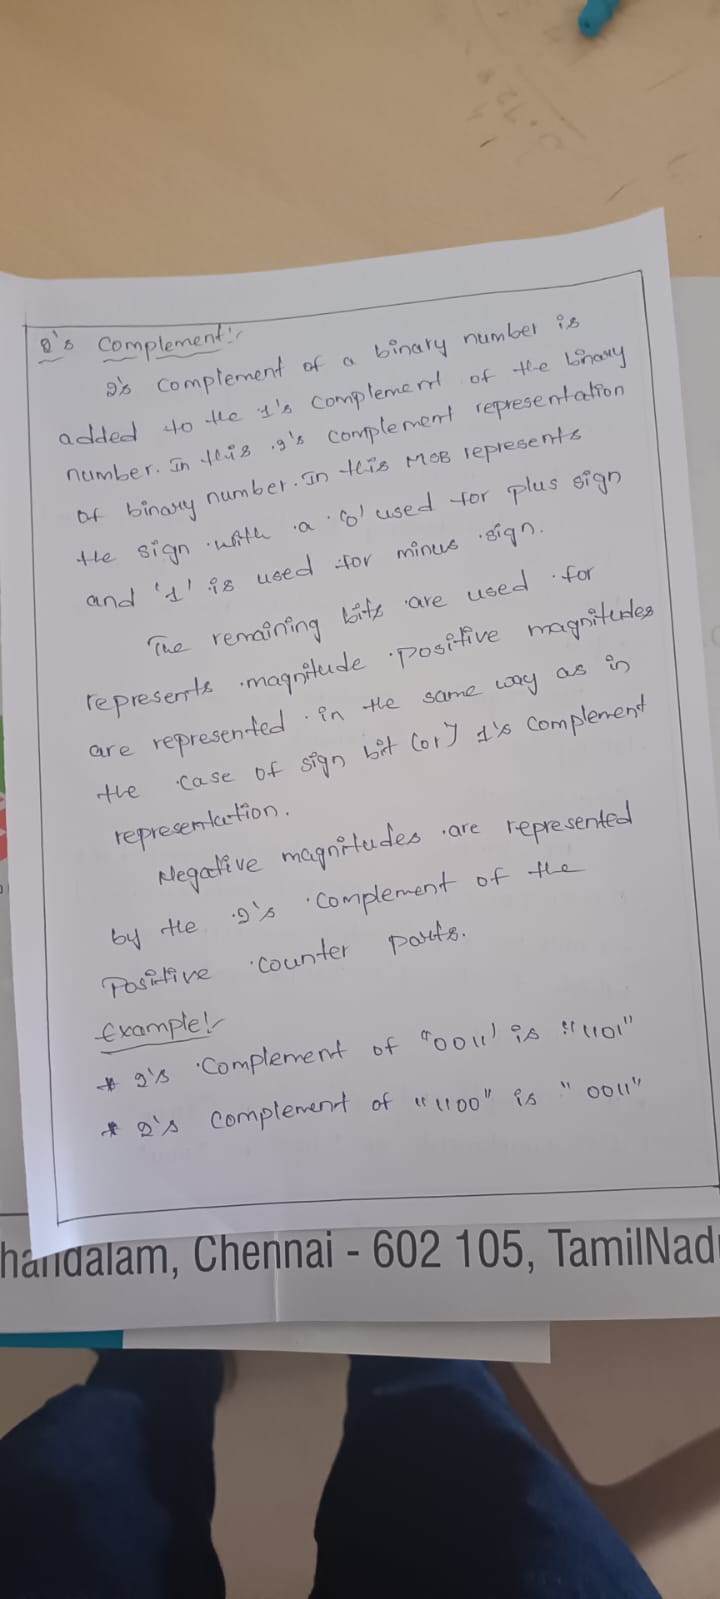 2's Complement:-
2's Complement of a binary number is
added to the 1's complement of the binary
number. In this 2's complement representation
of binary number. In this MSB represents
the sign with a '0' used for plus sign
and '1' is used for minus sign.
The remaining bits are used for
represents magnitude positive magnitudes
are represented in the same way as in
the case of sign bit (or) 1's complement
representation.
Negative magnitudes are represented
by the 2's complement of the
Positive counter parts.
Example:-
* 2's Complement of "0011' is "1101"
* 2's Complement of "1100" is "0011"
handalam, Chennai - 602 105, TamilNad